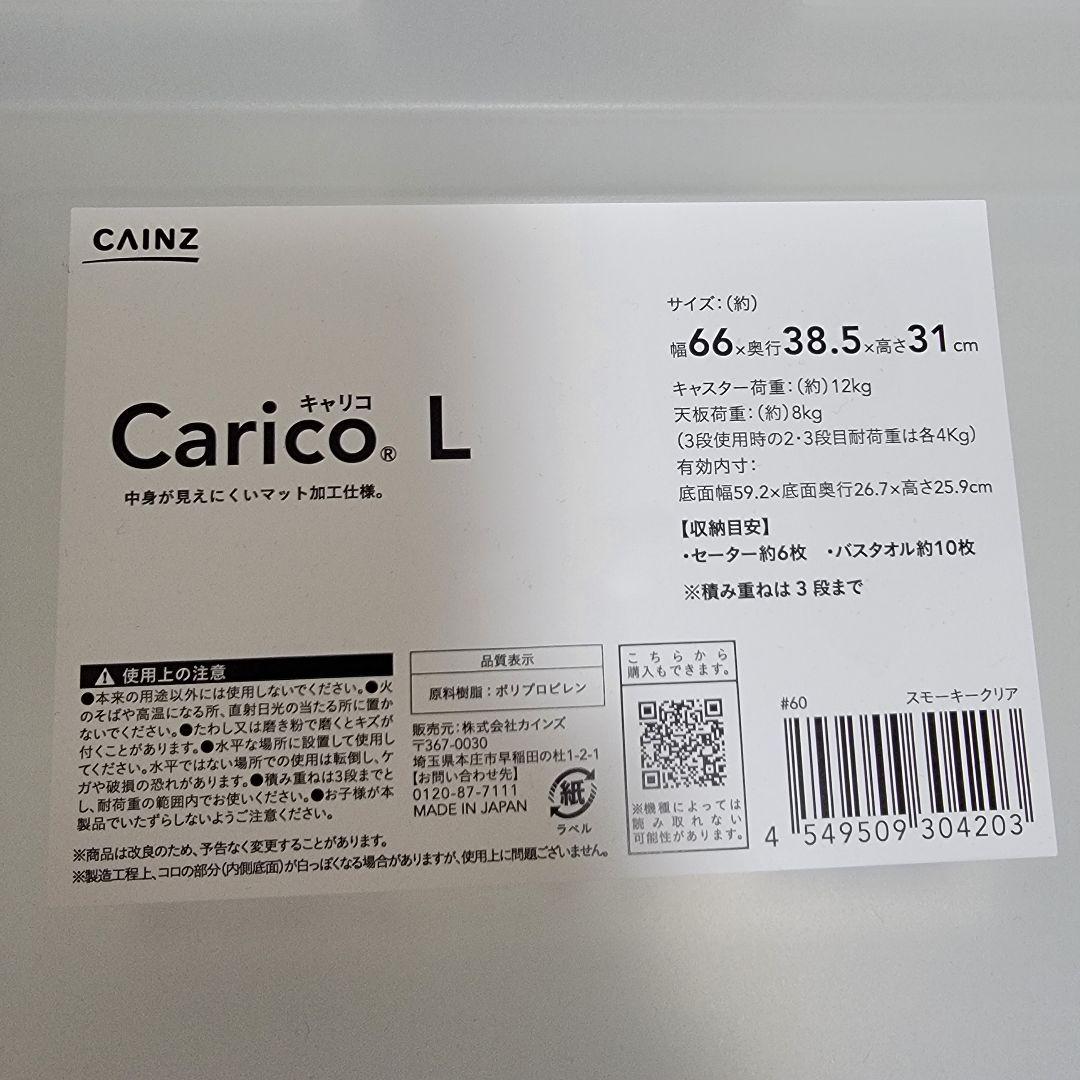 CAINZ
キャリコ
Carico® L
中身が見えにくいマット加工仕様。
サイズ：（約）
幅66×奥行38.5×高さ31cm
キャスター荷重：（約）12kg
天板荷重：（約）8kg
（3段使用時の2・3段目耐荷重は各4Kg）
有効内寸：
底面幅59.2×底面奥行26.7×高さ25.9cm
【収納目安】
・セーター約6枚　・バスタオル約10枚
※積み重ねは3段まで
使用上の注意
●本来の用途以外には使用しないでください。●火
のそばや高温になる所、直射日光の当たる所に置か
ないでください。●たわし又は磨き粉で磨くとキズが
付くことがあります。●水平な場所に設置して使用し
てください。水平ではない場所での使用は転倒し、ケ
ガや破損の恐れがあります。●積み重ねは3段までと
し、耐荷重の範囲内でお使いください。●お子様が本
製品でいたずらしないようご注意ください。
※商品は改良のため、予告なく変更することがあります。
※製造工程上、コロの部分（内側底面）が白っぽくなる場合がありますが、使用上に問題ございません。
品質表示
原料樹脂：ポリプロピレン
販売元：株式会社カインズ
〒367-0030
埼玉県本庄市早稲田の杜1-2-1
【お問い合わせ先】
0120-87-7111
MADE IN JAPAN
紙
ラベル
こちらから
購入もできます。
※機種によっては
読み取れない
可能性があります。
#60
スモーキークリア
4 549509 304203